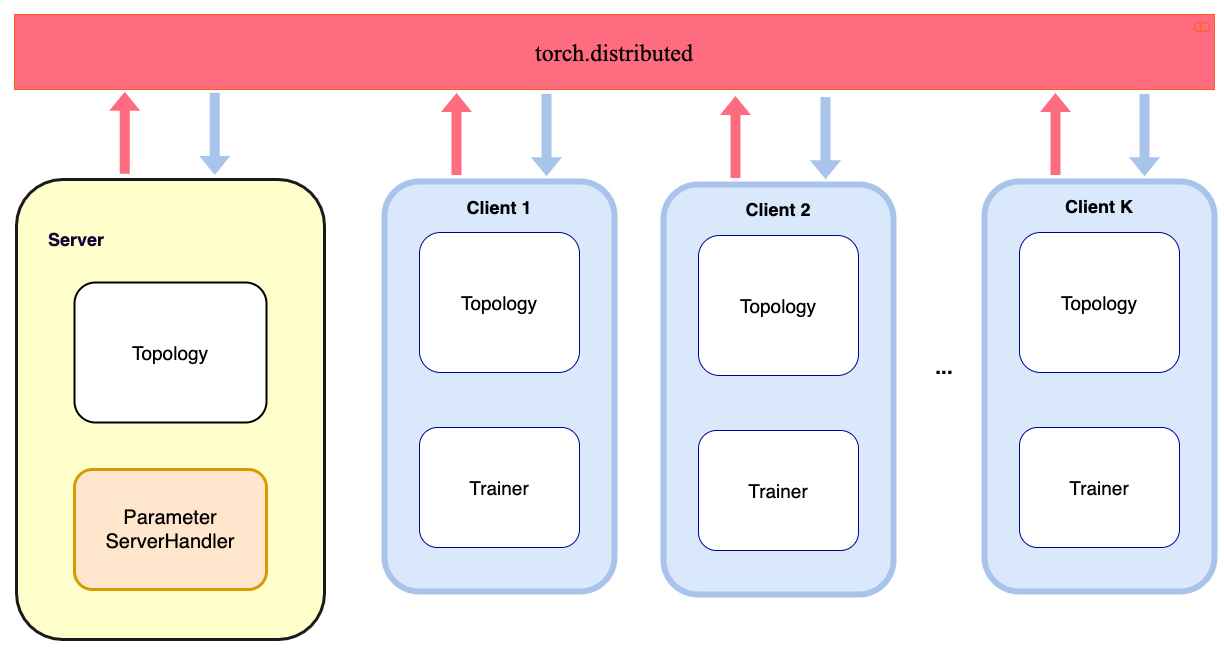 torch.distributed
Server
Topology
Parameter
ServerHandler
Client 1
Topology
Trainer
Client 2
Topology
Trainer
...
Client K
Topology
Trainer